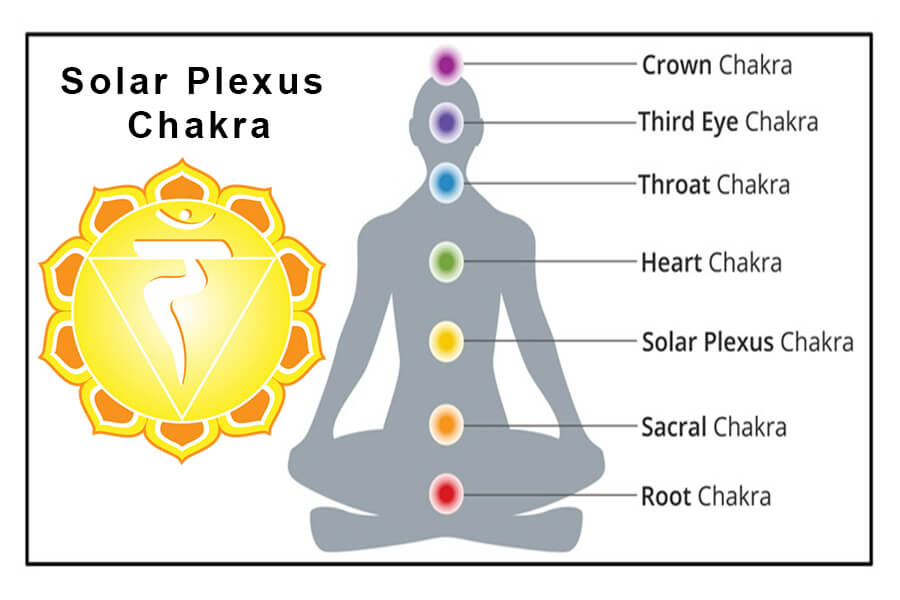 Solar Plexus
Chakra
रं
Crown Chakra
Third Eye Chakra
Throat Chakra
Heart Chakra
Solar Plexus Chakra
Sacral Chakra
Root Chakra